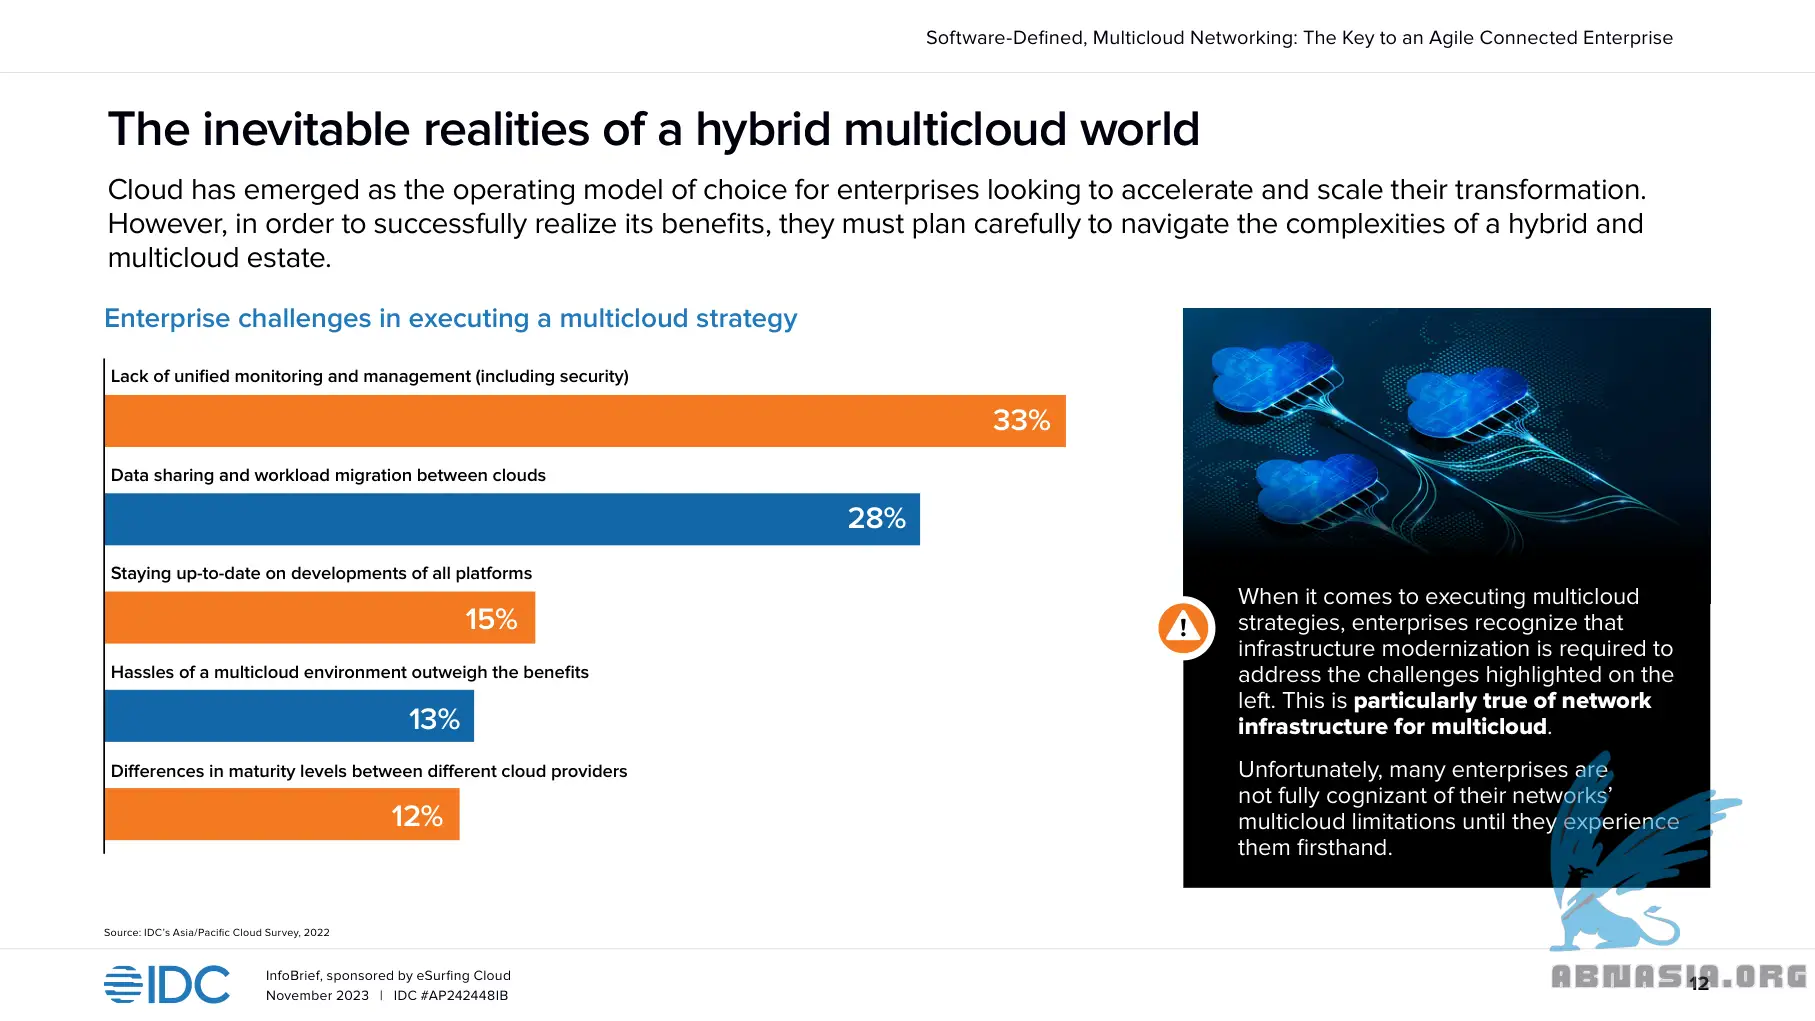 Software-Defined, Multicloud Networking: The Key to an Agile Connected Enterprise
The inevitable realities of a hybrid multicloud world
Cloud has emerged as the operating model of choice for enterprises looking to accelerate and scale their transformation.
However, in order to successfully realize its benefits, they must plan carefully to navigate the complexities of a hybrid and
multicloud estate.
Enterprise challenges in executing a multicloud strategy
Lack of unified monitoring and management (including security)
33%
Data sharing and workload migration between clouds
28%
Staying up-to-date on developments of all platforms
15%
Hassles of a multicloud environment outweigh the benefits
13%
Differences in maturity levels between different cloud providers
12%
When it comes to executing multicloud
strategies, enterprises recognize that
infrastructure modernization is required to
address the challenges highlighted on the
left. This is particularly true of network
infrastructure for multicloud.
Unfortunately, many enterprises are
not fully cognizant of their networks’
multicloud limitations until they experience
them firsthand.
Source: IDC’s Asia/Pacific Cloud Survey, 2022
IDC
InfoBrief, sponsored by eSurfing Cloud
November 2023 | IDC #AP242448IB
12
ABNASIA.ORG